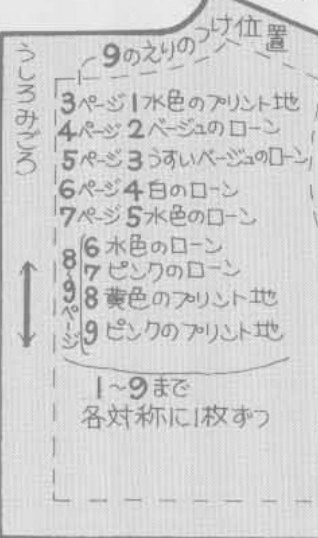 うしろみごろ
9のえりのつけ位置
3ページ 1水色のプリント地
4ページ 2ベージュのローン
5ページ 3うすいベージュのローン
6ページ 4白のローン
7ページ 5水色のローン
8〜9ページ
6水色のローン
7ピンクのローン
8黄色のプリント地
9ピンクのプリント地
1〜9まで
各対称に1枚ずつ